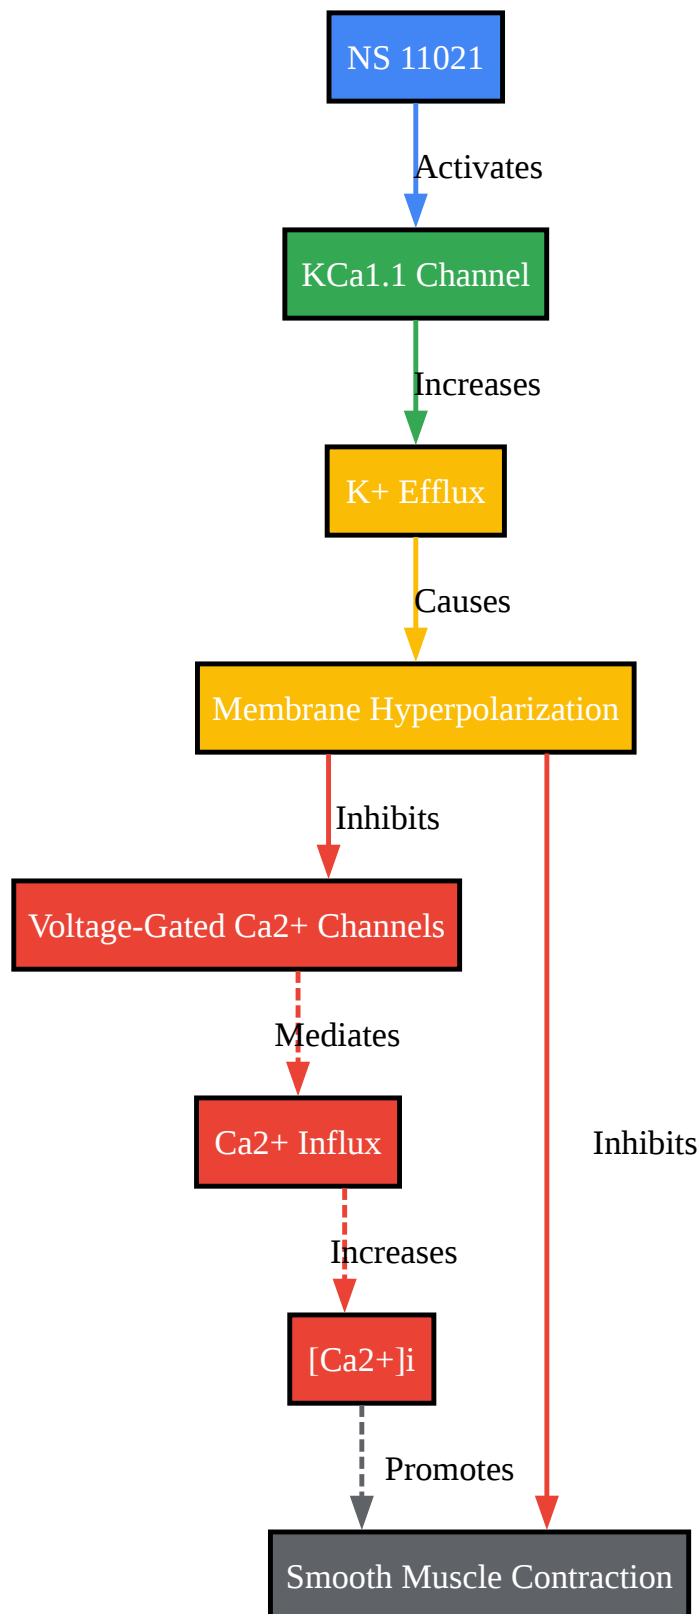 NS 11021
Activates
KCa1.1 Channel
Increases
K+ Efflux
Causes
Membrane Hyperpolarization
Inhibits
Voltage-Gated Ca2+ Channels
Mediates
Ca2+ Influx
Inhibits
Increases
[Ca2+]i
Promotes
Smooth Muscle Contraction